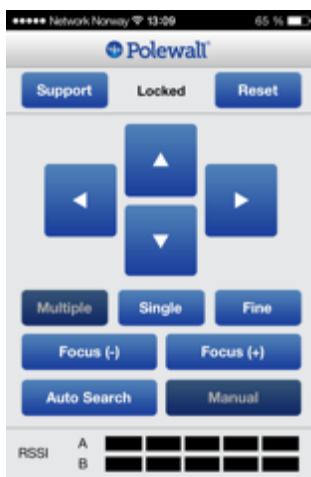 Network Norway 13:09 65 %
Polewall
Support Locked Reset
Multiple Single Fine
Focus (-) Focus (+)
Auto Search Manual
RSSI
A
B